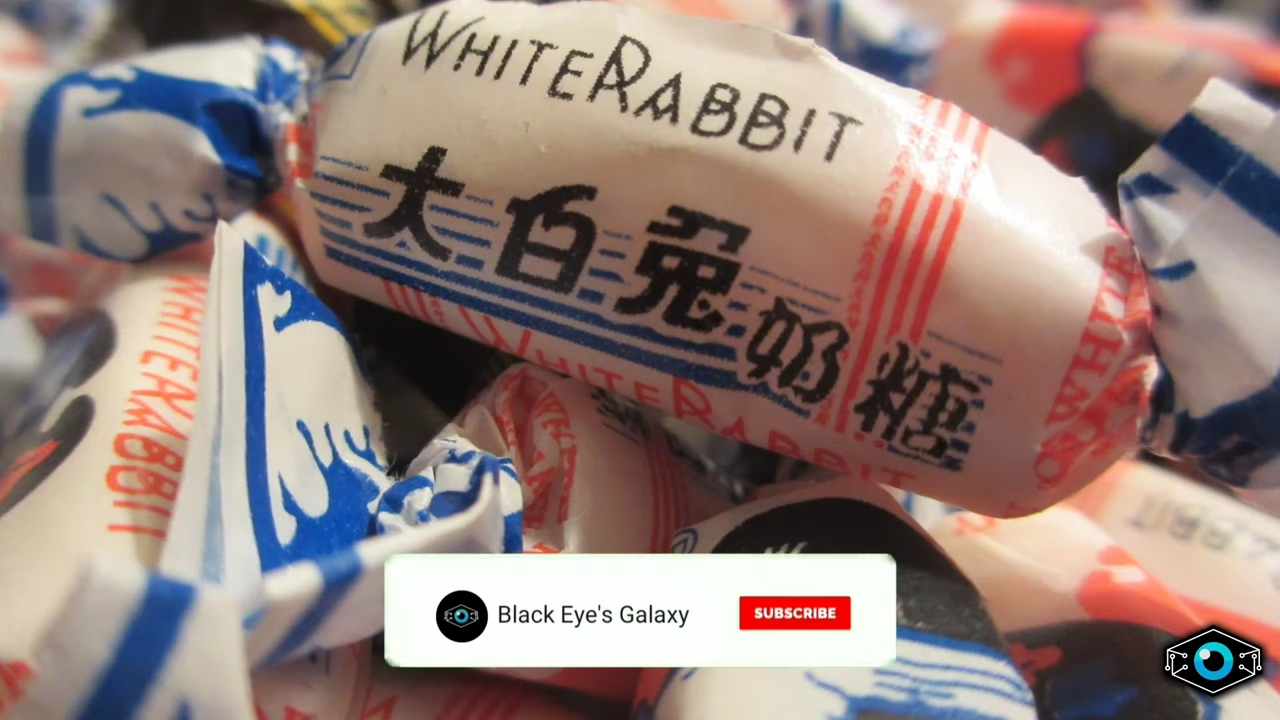 WHITERABBIT
大白兔奶糖
WHITERABBIT
WHITERABBIT
Black Eye's Galaxy
SUBSCRIBE